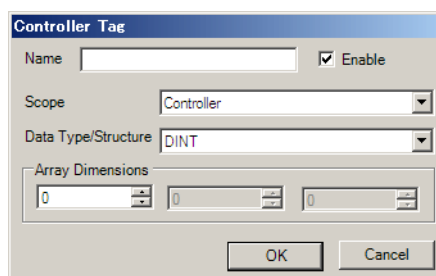 Controller Tag
Name Enable
Scope Controller
Data Type/Structure DINT
Array Dimensions
0 0 0
OK Cancel